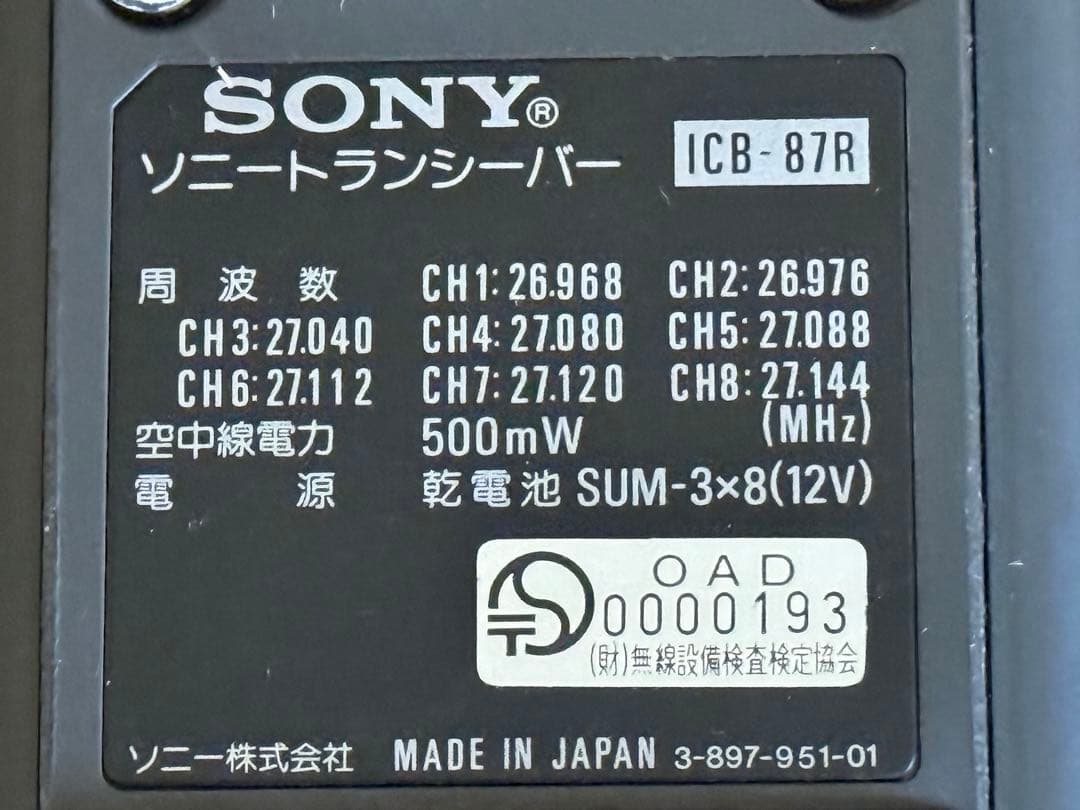 SONY®
ソニートランシーバー ICB-87R
周波数 CH1:26.968 CH2:26.976
CH3:27.040 CH4:27.080 CH5:27.088
CH6:27.112 CH7:27.120 CH8:27.144
(MHz)
空中線電力 500mW
電源 乾電池 SUM-3×8(12V)
OAD
0000193
(財)無線設備検査検定協会
ソニー株式会社 MADE IN JAPAN 3-897-951-01